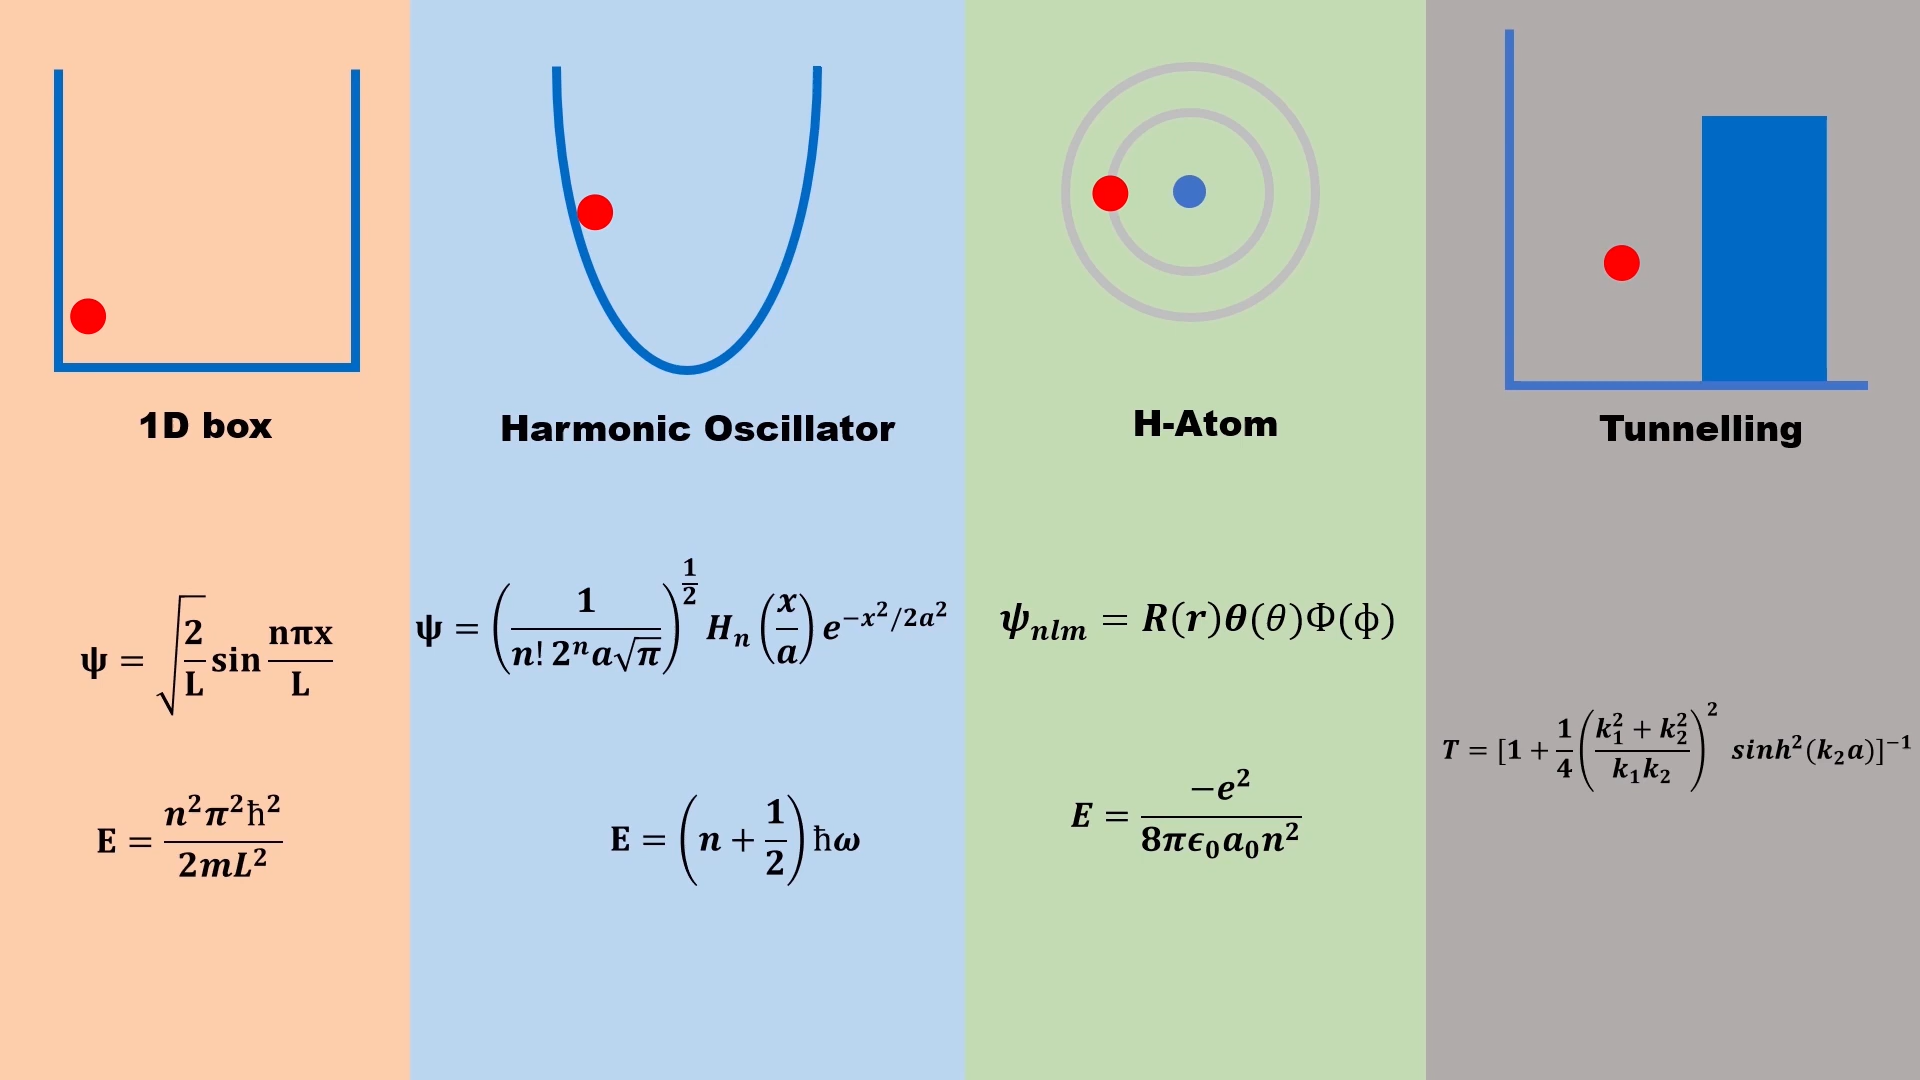 1D box
ψ = √(2/L) sin nπx/L
E = n²π²ħ²/2mL²
Harmonic Oscillator
ψ = (1/(n! 2ⁿa√π))^(1/2) Hₙ(x/a) e^(−x²/2a²)
E = (n + 1/2) ħω
H-Atom
ψₙₗₘ = R(r)θ(θ)Φ(ϕ)
E = −e²/(8πϵ₀a₀n²)
Tunnelling
T = [1 + 1/4 ((k₁² + k₂²)/(k₁k₂))² sinh²(k₂a)]⁻¹